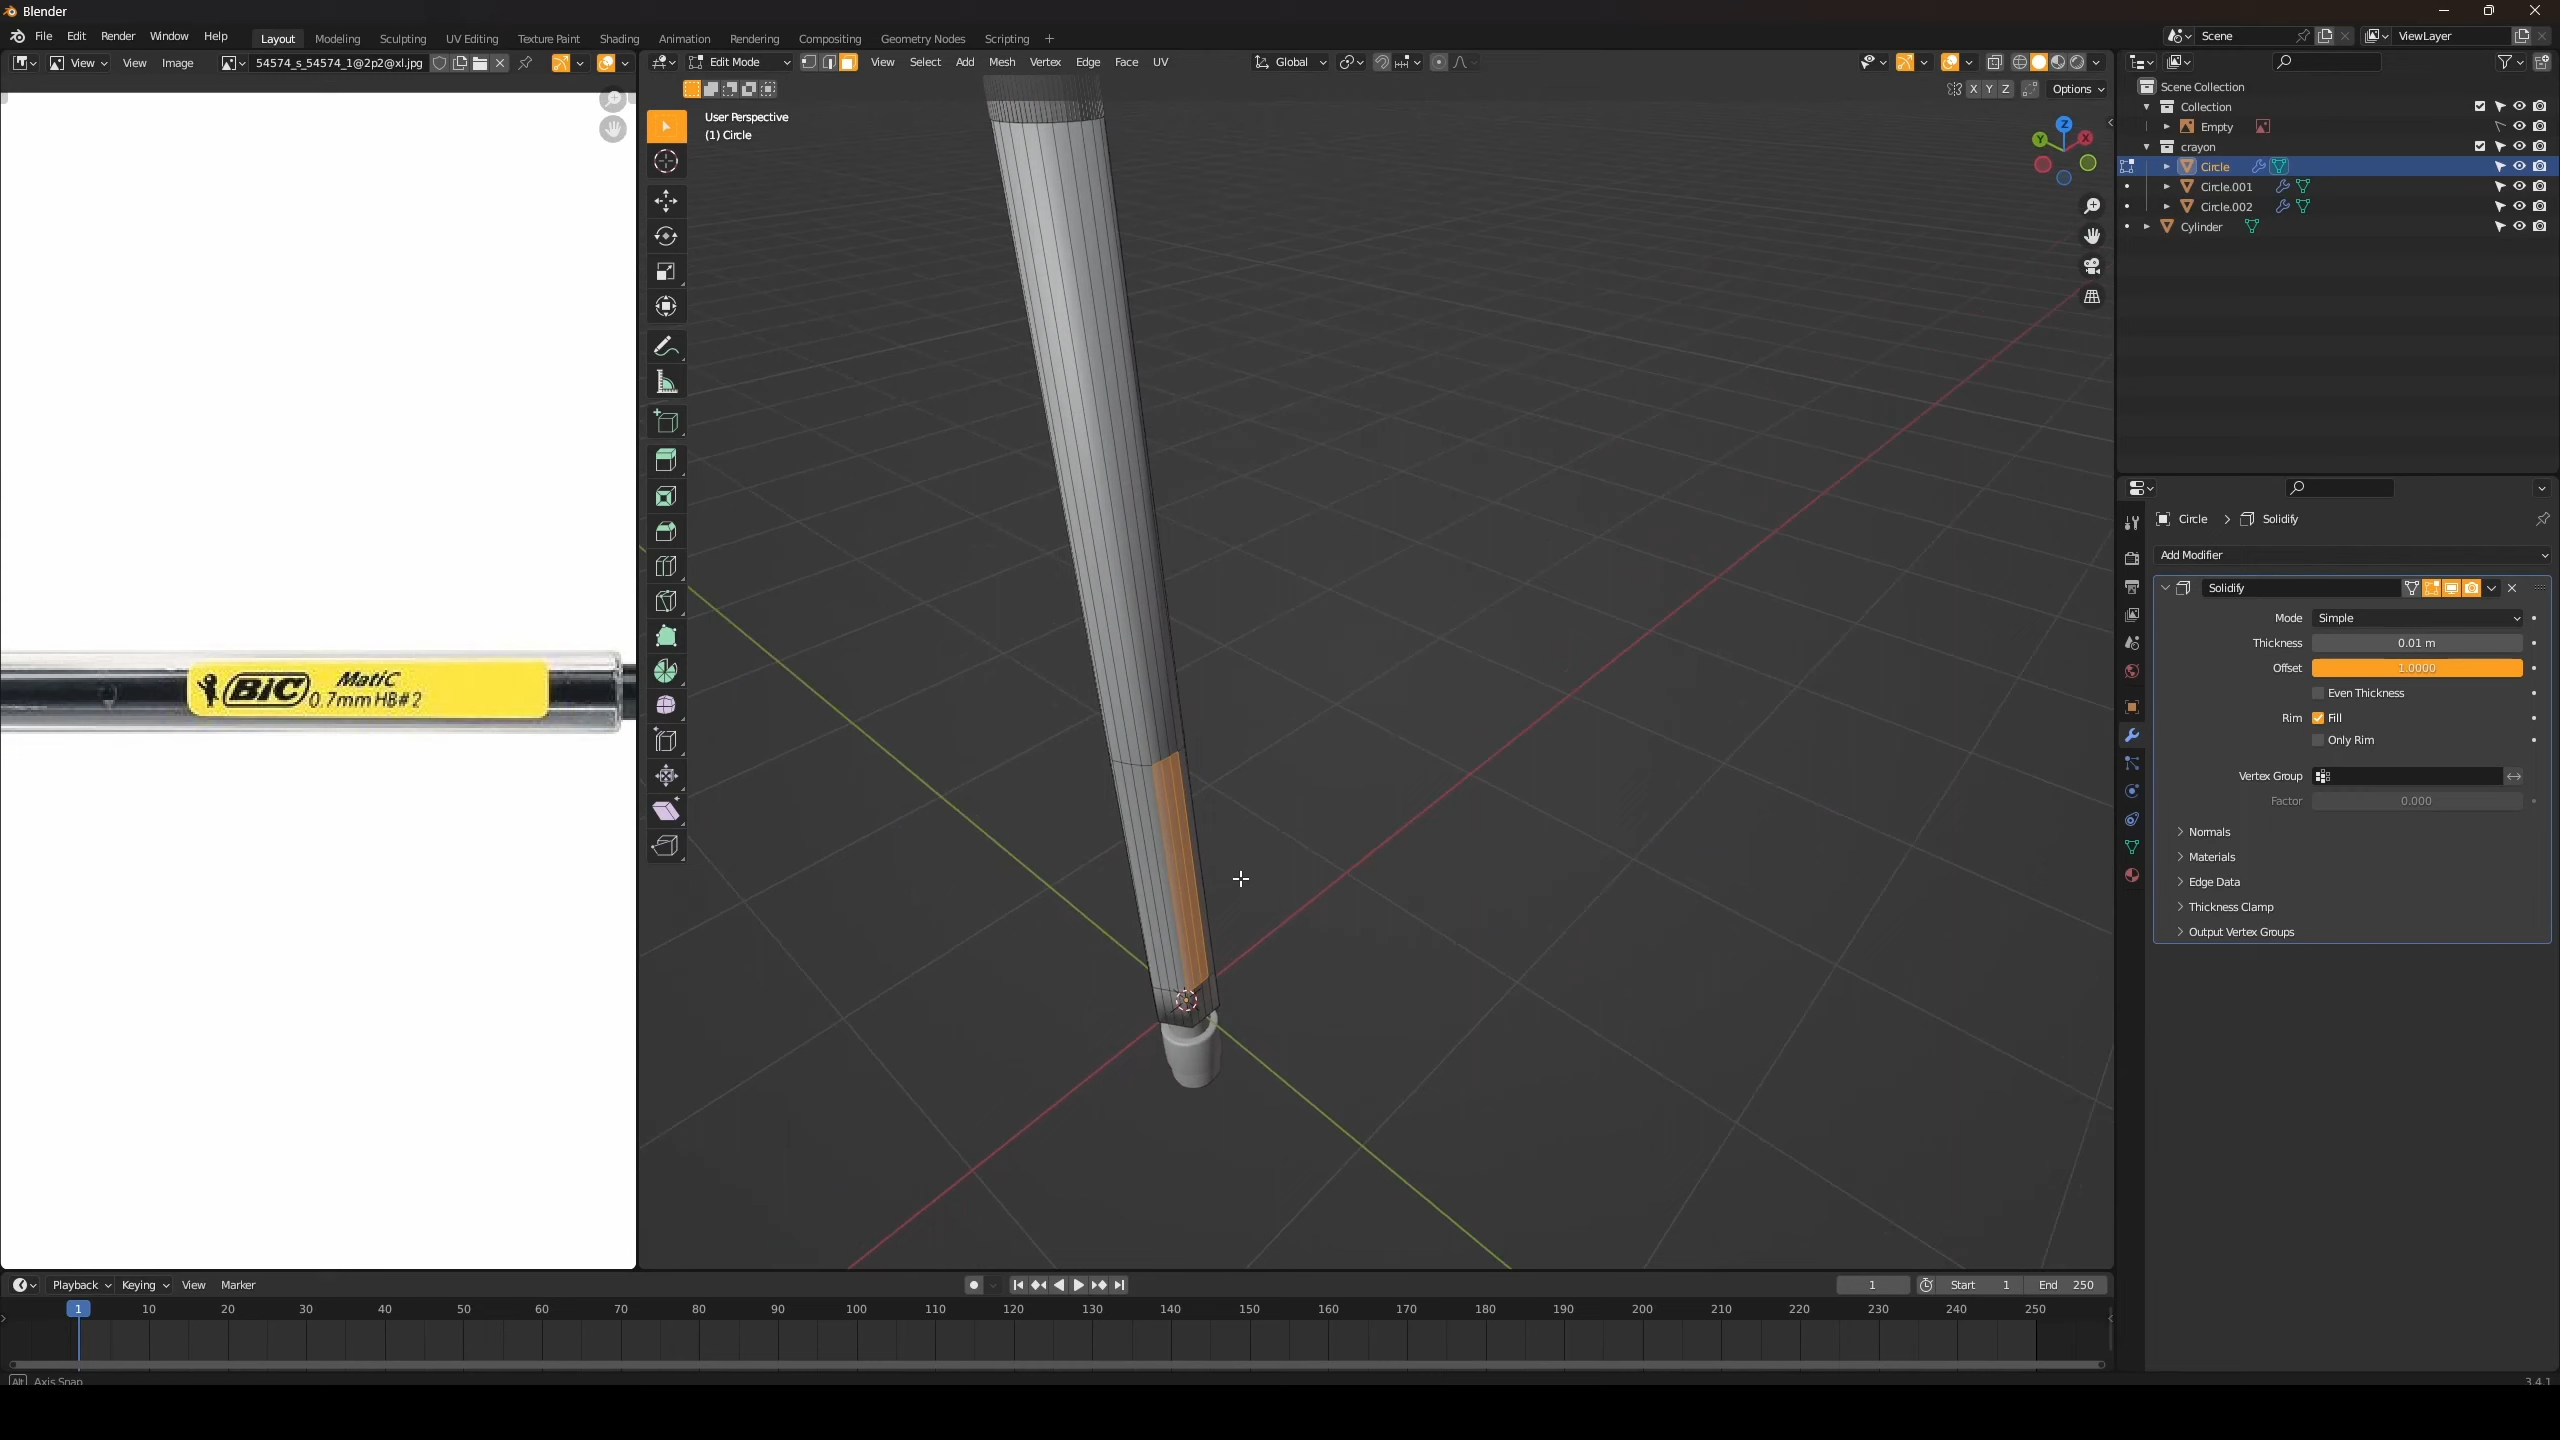 Blender
File Edit Render Window Help Layout Modeling Sculpting UV Editing Texture Paint Shading Animation Rendering Compositing Geometry Nodes Scripting + Scene ViewLayer
View View Image 54574_s_54574_1@2p2@xl.jpg Edit Mode View Select Add Mesh Vertex Edge Face UV Global
X Y Z Options
User Perspective
(1) Circle
Z
Y
X
Scene Collection
Collection
Empty
crayon
Circle
Circle.001
Circle.002
Cylinder
Circle > Solidify
Add Modifier
Solidify
Mode Simple
Thickness 0.01 m
Offset 1.0000
Even Thickness
Rim Fill
Only Rim
Vertex Group
Factor 0.000
Normals
Materials
Edge Data
Thickness Clamp
Output Vertex Groups
BiC Matic
0.7mm HB#2
Playback Keying View Marker 1 Start 1 End 250
1 10 20 30 40 50 60 70 80 90 100 110 120 130 140 150 160 170 180 190 200 210 220 230 240 250
Alt Axis Snap 3.4.1